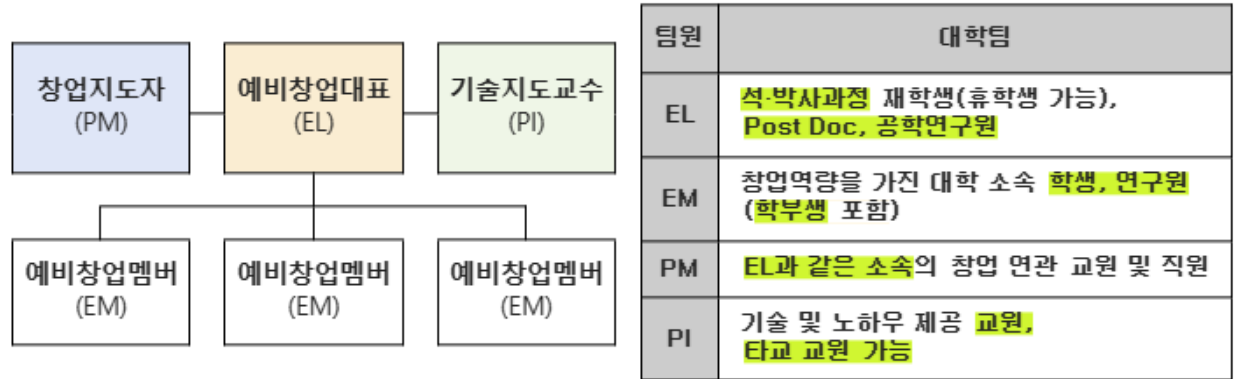 창업지도자
(PM)
예비창업대표
(EL)
기술지도교수
(PI)
예비창업멤버
(EM)
예비창업멤버
(EM)
예비창업멤버
(EM)
팀원 대학팀
EL 석·박사과정 재학생(휴학생 가능),
Post Doc, 공학연구원
EM 창업역량을 가진 대학 소속 학생, 연구원
(학부생 포함)
PM EL과 같은 소속의 창업 연관 교원 및 직원
PI 기술 및 노하우 제공 교원,
타교 교원 가능